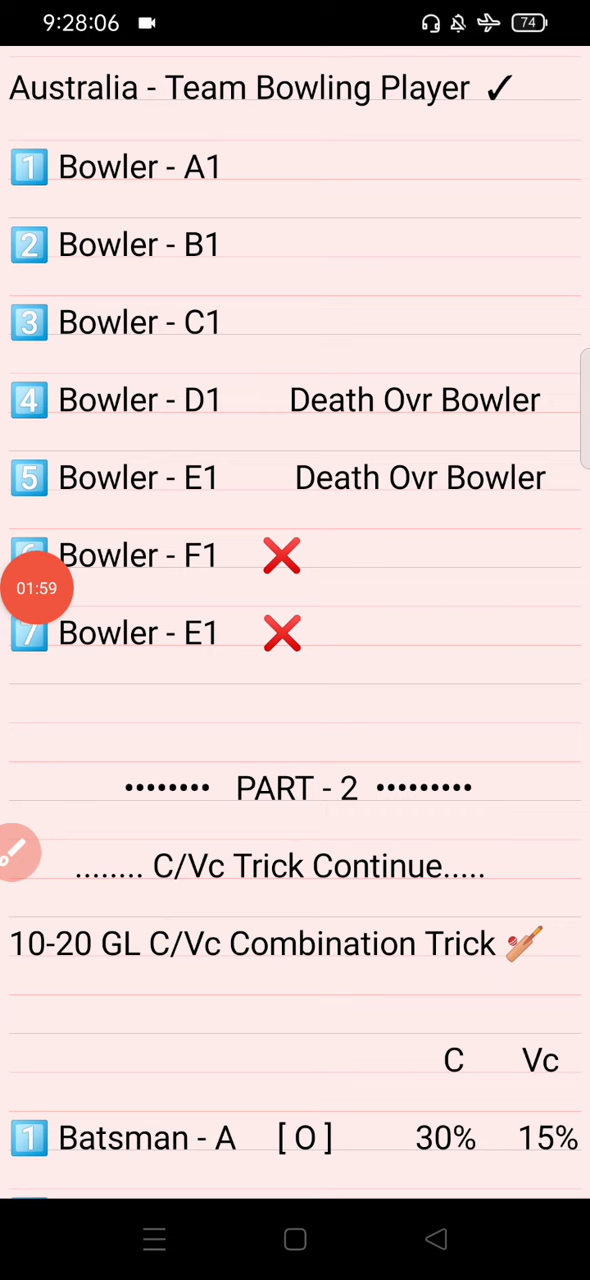 9:28:06 74
Australia - Team Bowling Player ✓
1 Bowler - A1
2 Bowler - B1
3 Bowler - C1
4 Bowler - D1 Death Ovr Bowler
5 Bowler - E1 Death Ovr Bowler
Bowler - F1 ❌
01:59
7 Bowler - E1 ❌
•••••••• PART - 2 •••••••••
........ C/Vc Trick Continue.....
10-20 GL C/Vc Combination Trick 🏏
C Vc
1 Batsman - A [ O ] 30% 15%